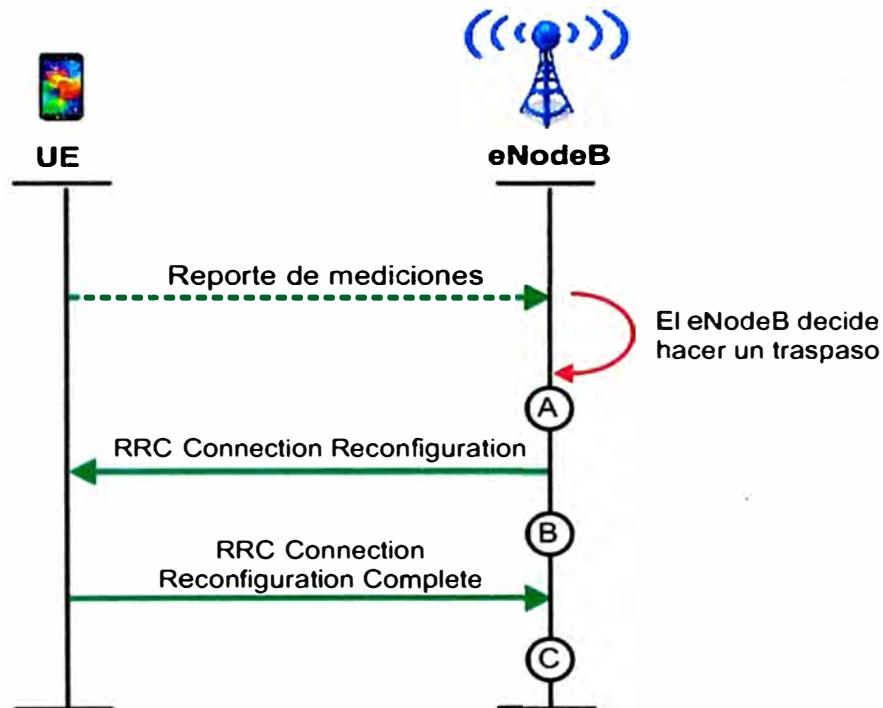 UE
eNodeB
Reporte de mediciones
El eNodeB decide
hacer un traspaso
A
RRC Connection Reconfiguration
B
RRC Connection
Reconfiguration Complete
C